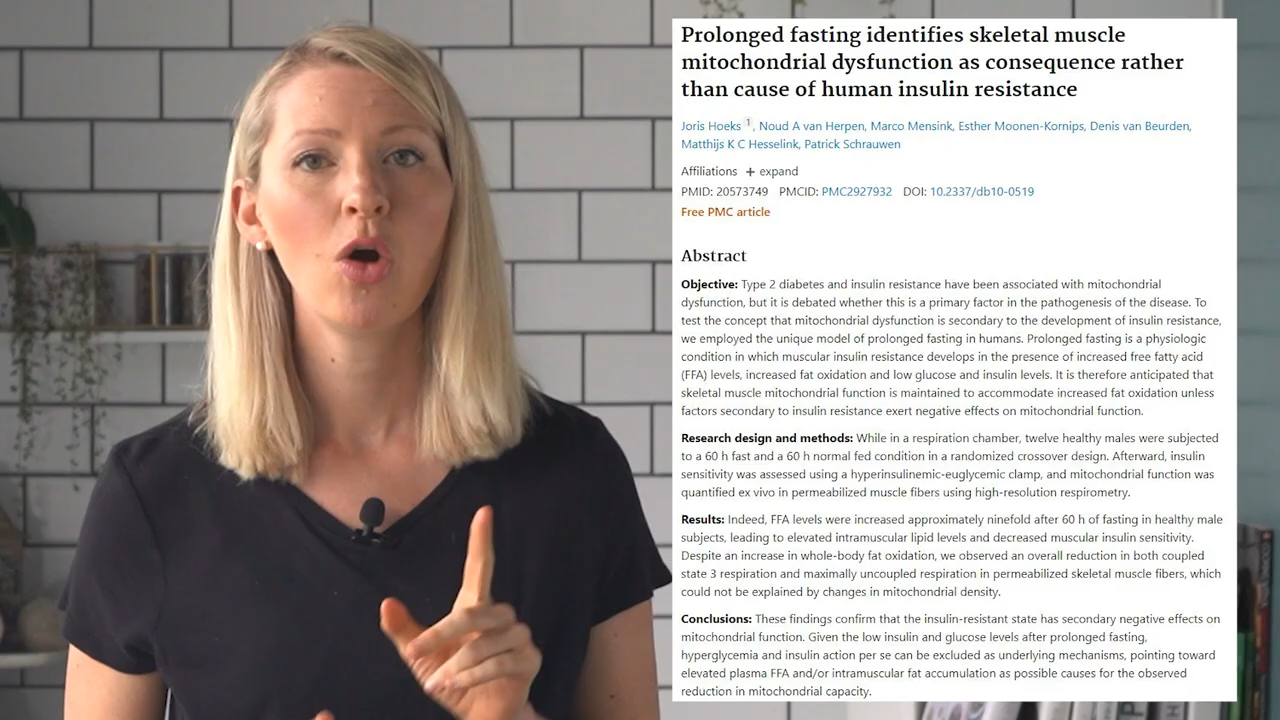 Prolonged fasting identifies skeletal muscle
mitochondrial dysfunction as consequence rather
than cause of human insulin resistance
Joris Hoeks 1, Noud A van Herpen, Marco Mensink, Esther Moonen-Kornips, Denis van Beurden,
Matthijs K C Hesselink, Patrick Schrauwen
Affiliations + expand
PMID: 20573749 PMCID: PMC2927932 DOI: 10.2337/db10-0519
Free PMC article
Abstract
Objective: Type 2 diabetes and insulin resistance have been associated with mitochondrial
dysfunction, but it is debated whether this is a primary factor in the pathogenesis of the disease. To
test the concept that mitochondrial dysfunction is secondary to the development of insulin resistance,
we employed the unique model of prolonged fasting in humans. Prolonged fasting is a physiologic
condition in which muscular insulin resistance develops in the presence of increased free fatty acid
(FFA) levels, increased fat oxidation and low glucose and insulin levels. It is therefore anticipated that
skeletal muscle mitochondrial function is maintained to accommodate increased fat oxidation unless
factors secondary to insulin resistance exert negative effects on mitochondrial function.
Research design and methods: While in a respiration chamber, twelve healthy males were subjected
to a 60 h fast and a 60 h normal fed condition in a randomized crossover design. Afterward, insulin
sensitivity was assessed using a hyperinsulinemic-euglycemic clamp, and mitochondrial function was
quantified ex vivo in permeabilized muscle fibers using high-resolution respirometry.
Results: Indeed, FFA levels were increased approximately ninefold after 60 h of fasting in healthy male
subjects, leading to elevated intramuscular lipid levels and decreased muscular insulin sensitivity.
Despite an increase in whole-body fat oxidation, we observed an overall reduction in both coupled
state 3 respiration and maximally uncoupled respiration in permeabilized skeletal muscle fibers, which
could not be explained by changes in mitochondrial density.
Conclusions: These findings confirm that the insulin-resistant state has secondary negative effects on
mitochondrial function. Given the low insulin and glucose levels after prolonged fasting,
hyperglycemia and insulin action per se can be excluded as underlying mechanisms, pointing toward
elevated plasma FFA and/or intramuscular fat accumulation as possible causes for the observed
reduction in mitochondrial capacity.